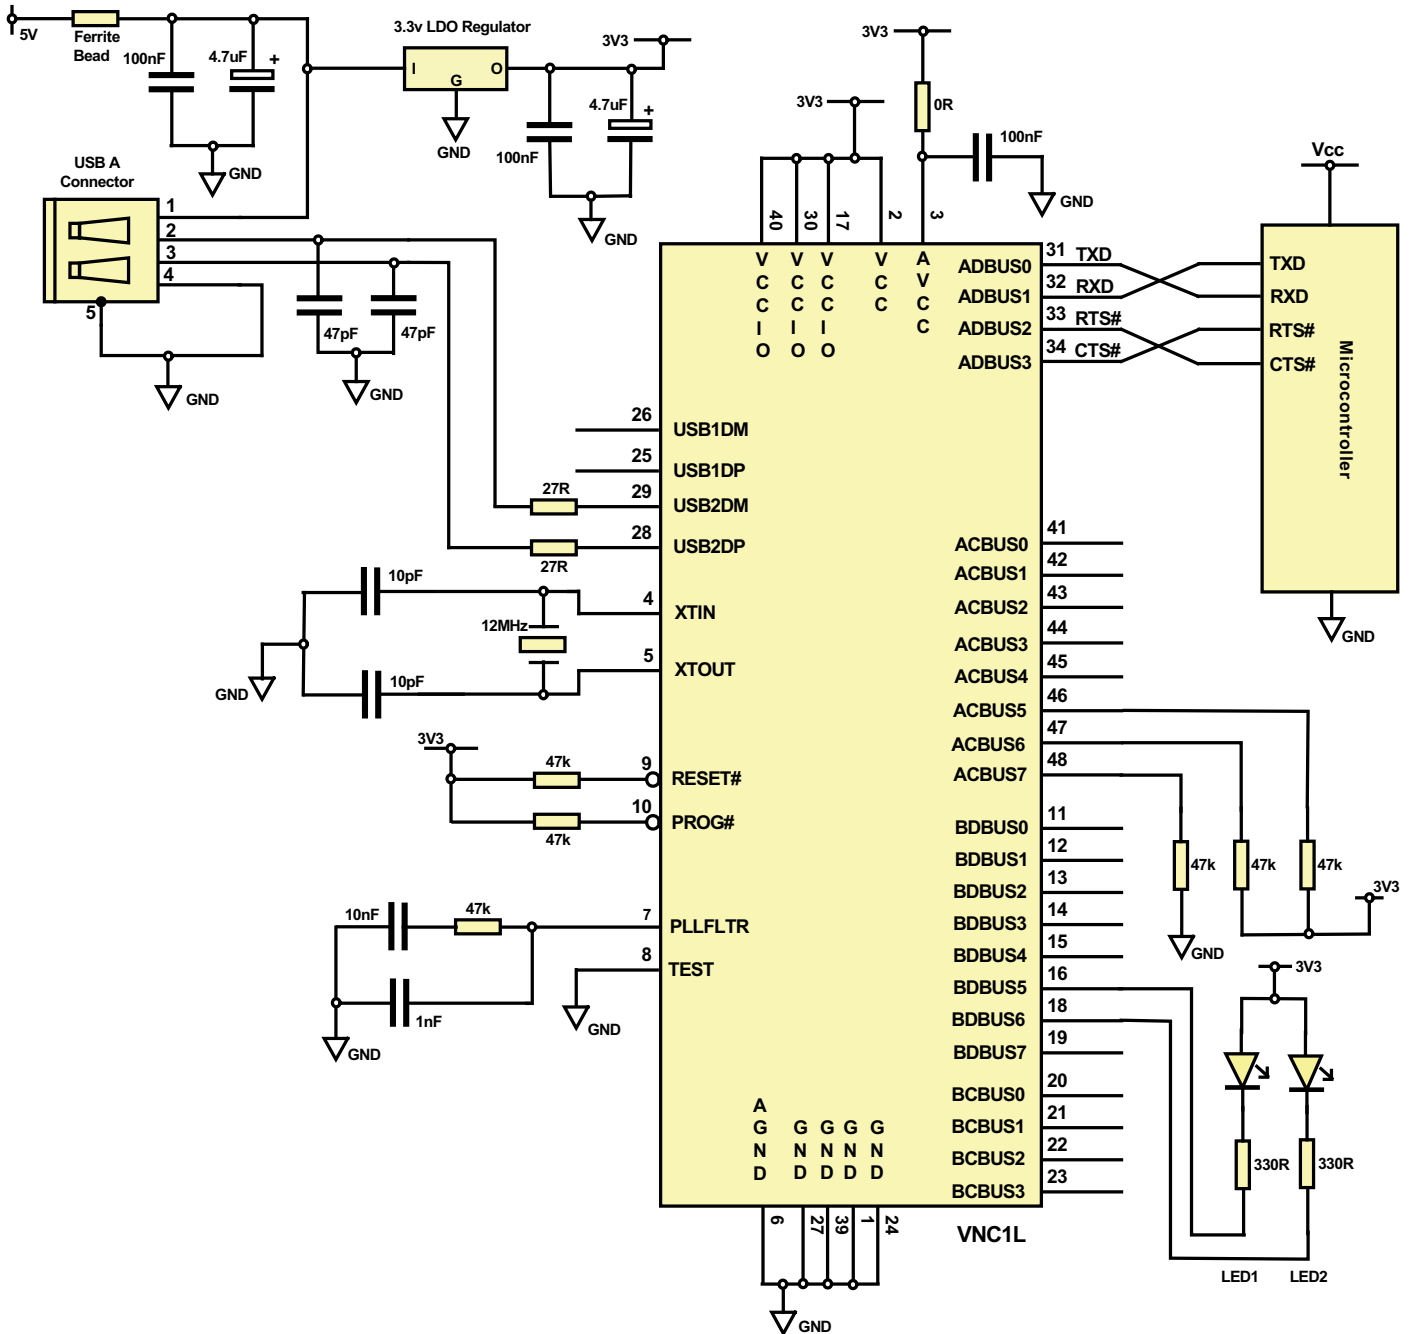 5V
Ferrite
Bead
100nF
4.7uF
+
3.3v LDO Regulator
I
O
G
GND
3V3
100nF
4.7uF
+
GND
GND
3V3
0R
100nF
GND
3V3
USB A
Connector
1
2
3
4
5
GND
47pF
47pF
GND
Vcc
TXD
RXD
RTS#
CTS#
Microcontroller
GND
40
30
17
2
3
VCCIO
VCCIO
VCCIO
VCC
AVCC
ADBUS0
31
TXD
ADBUS1
32
RXD
ADBUS2
33
RTS#
ADBUS3
34
CTS#
26
USB1DM
25
USB1DP
27R
29
USB2DM
27R
28
USB2DP
10pF
4
XTIN
12MHz
5
XTOUT
10pF
GND
3V3
47k
9
RESET#
47k
10
PROG#
10nF
47k
7
PLLFLTR
8
TEST
1nF
GND
GND
ACBUS0
41
ACBUS1
42
ACBUS2
43
ACBUS3
44
ACBUS4
45
ACBUS5
46
ACBUS6
47
ACBUS7
48
BDBUS0
11
BDBUS1
12
BDBUS2
13
BDBUS3
14
BDBUS4
15
BDBUS5
16
BDBUS6
18
BDBUS7
19
BCBUS0
20
BCBUS1
21
BCBUS2
22
BCBUS3
23
47k
47k
47k
3V3
GND
3V3
330R
330R
LED1
LED2
AGND
GND
GND
GND
GND
6
27
39
1
24
VNC1L
GND